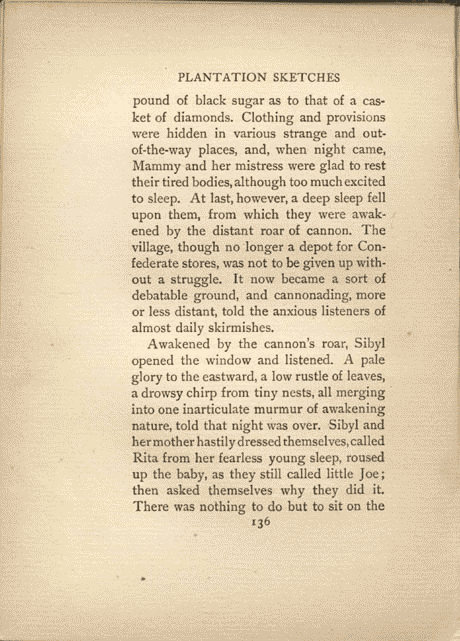 PLANTATION SKETCHES
pound of black sugar as to that of a cas-
ket of diamonds. Clothing and provisions
were hidden in various strange and out-
of-the-way places, and, when night came,
Mammy and her mistress were glad to rest
their tired bodies, although too much excited
to sleep. At last, however, a deep sleep fell
upon them, from which they were awak-
ened by the distant roar of cannon. The
village, though no longer a depot for Con-
federate stores, was not to be given up with-
out a struggle. It now became a sort of
debatable ground, and cannonading, more
or less distant, told the anxious listeners of
almost daily skirmishes.
Awakened by the cannon's roar, Sibyl
opened the window and listened. A pale
glory to the eastward, a low rustle of leaves,
a drowsy chirp from tiny nests, all merging
into one inarticulate murmur of awakening
nature, told that night was over. Sibyl and
her mother hastily dressed themselves, called
Rita from her fearless young sleep, roused
up the baby, as they still called little Joe;
then asked themselves why they did it.
There was nothing to do but to sit on the
136